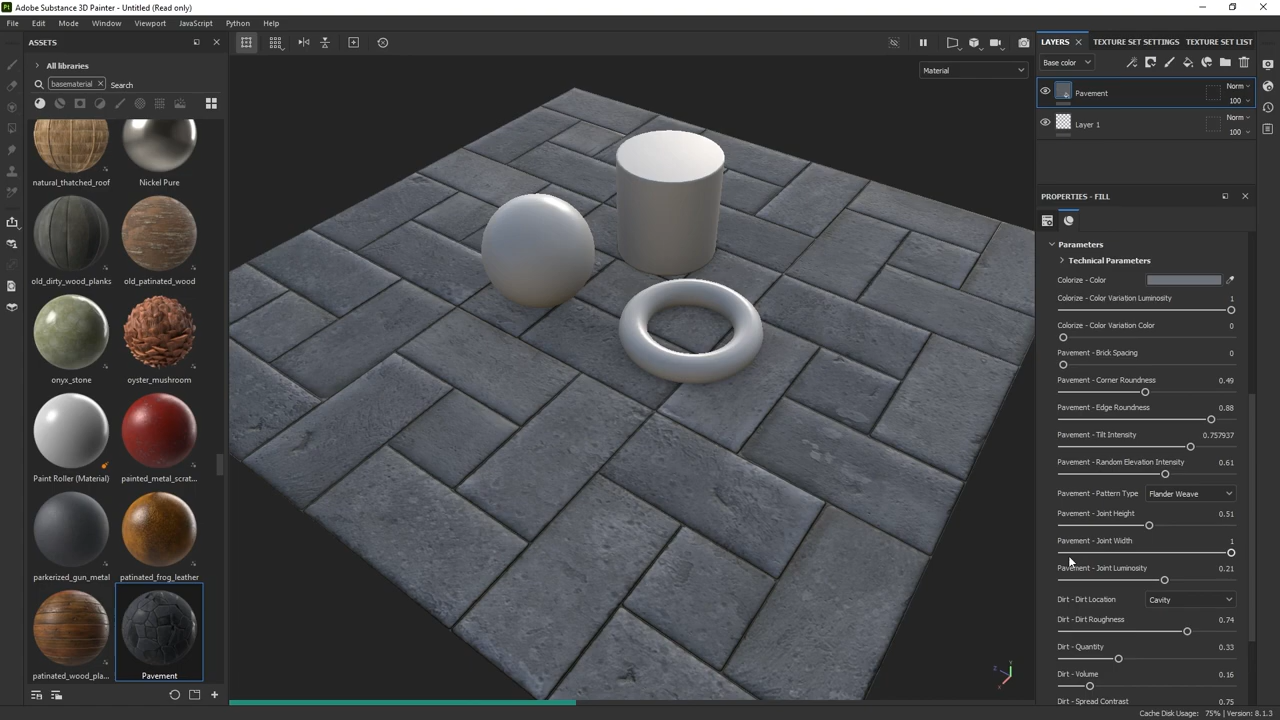 Pt Adobe Substance 3D Painter - Untitled (Read only)
File Edit Mode Window Viewport JavaScript Python Help
ASSETS
All libraries
basematerial Search
natural_thatched_roof Nickel Pure
old_dirty_wood_planks old_patinated_wood
onyx_stone oyster_mushroom
Paint Roller (Material) painted_metal_scrat...
parkerized_gun_metal patinated_frog_leather
patinated_wood_pla... Pavement
Material
LAYERS TEXTURE SET SETTINGS TEXTURE SET LIST
Base color
Pavement Norm
100
Layer 1 Norm
100
PROPERTIES - FILL
Parameters
Technical Parameters
Colorize - Color
Colorize - Color Variation Luminosity 1
Colorize - Color Variation Color 0
Pavement - Brick Spacing 0
Pavement - Corner Roundness 0.49
Pavement - Edge Roundness 0.88
Pavement - Tilt Intensity 0.757937
Pavement - Random Elevation Intensity 0.61
Pavement - Pattern Type Flander Weave
Pavement - Joint Height 0.51
Pavement - Joint Width 1
Pavement - Joint Luminosity 0.21
Dirt - Dirt Location Cavity
Dirt - Dirt Roughness 0.74
Dirt - Quantity 0.33
Dirt - Volume 0.16
Dirt - Spread Contrast 0.75
Cache Disk Usage: 75% | Version: 8.1.3